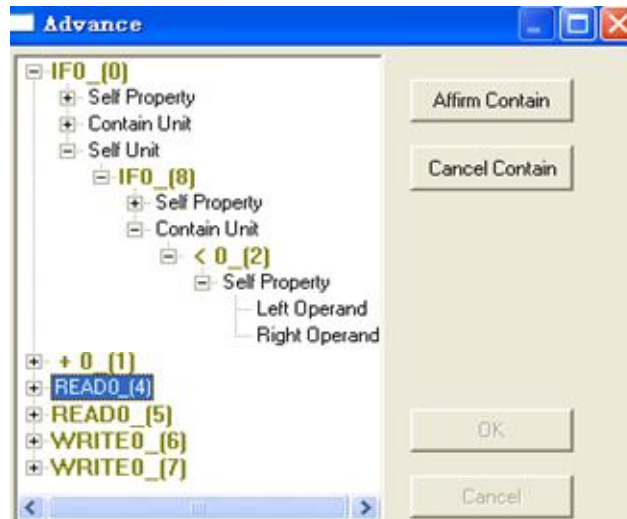 Advance
IF0_(0)
Self Property
Contain Unit
Self Unit
IF0_(8)
Self Property
Contain Unit
< 0_(2)
Self Property
Left Operand
Right Operand
+ 0_(1)
READ0_(4)
READ0_(5)
WRITE0_(6)
WRITE0_(7)
Affirm Contain
Cancel Contain
OK
Cancel